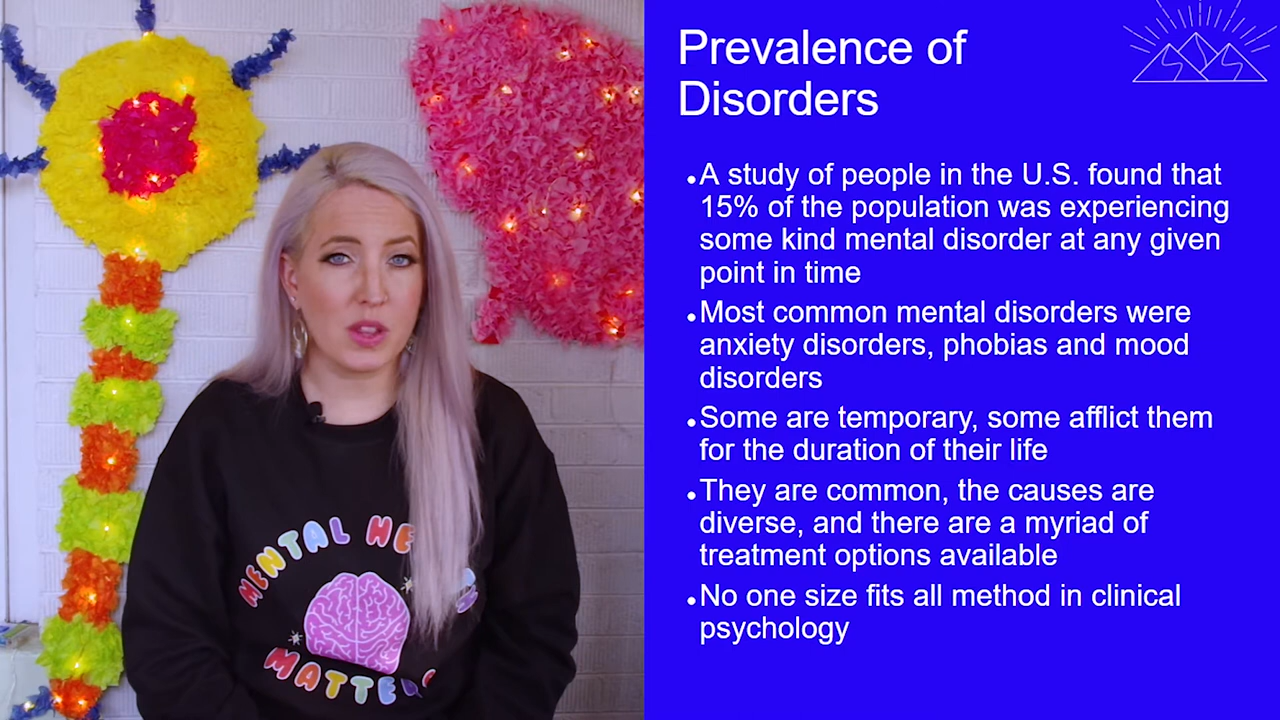 Prevalence of
Disorders
•A study of people in the U.S. found that
15% of the population was experiencing
some kind mental disorder at any given
point in time
•Most common mental disorders were
anxiety disorders, phobias and mood
disorders
•Some are temporary, some afflict them
for the duration of their life
•They are common, the causes are
diverse, and there are a myriad of
treatment options available
•No one size fits all method in clinical
psychology
MENTAL HE
MATTE